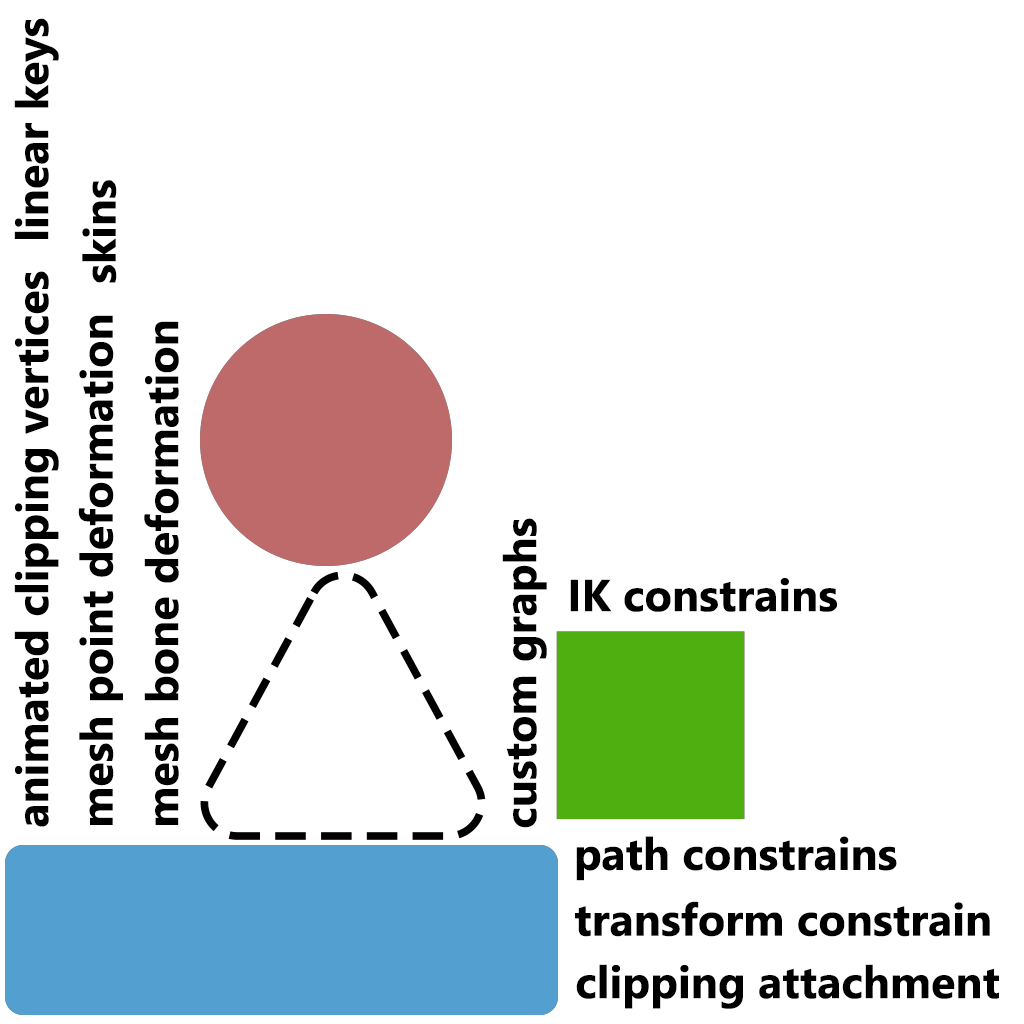 animated clipping vertices
linear keys
mesh point deformation
skins
mesh bone deformation
custom graphs
IK constrains
path constrains
transform constrain
clipping attachment